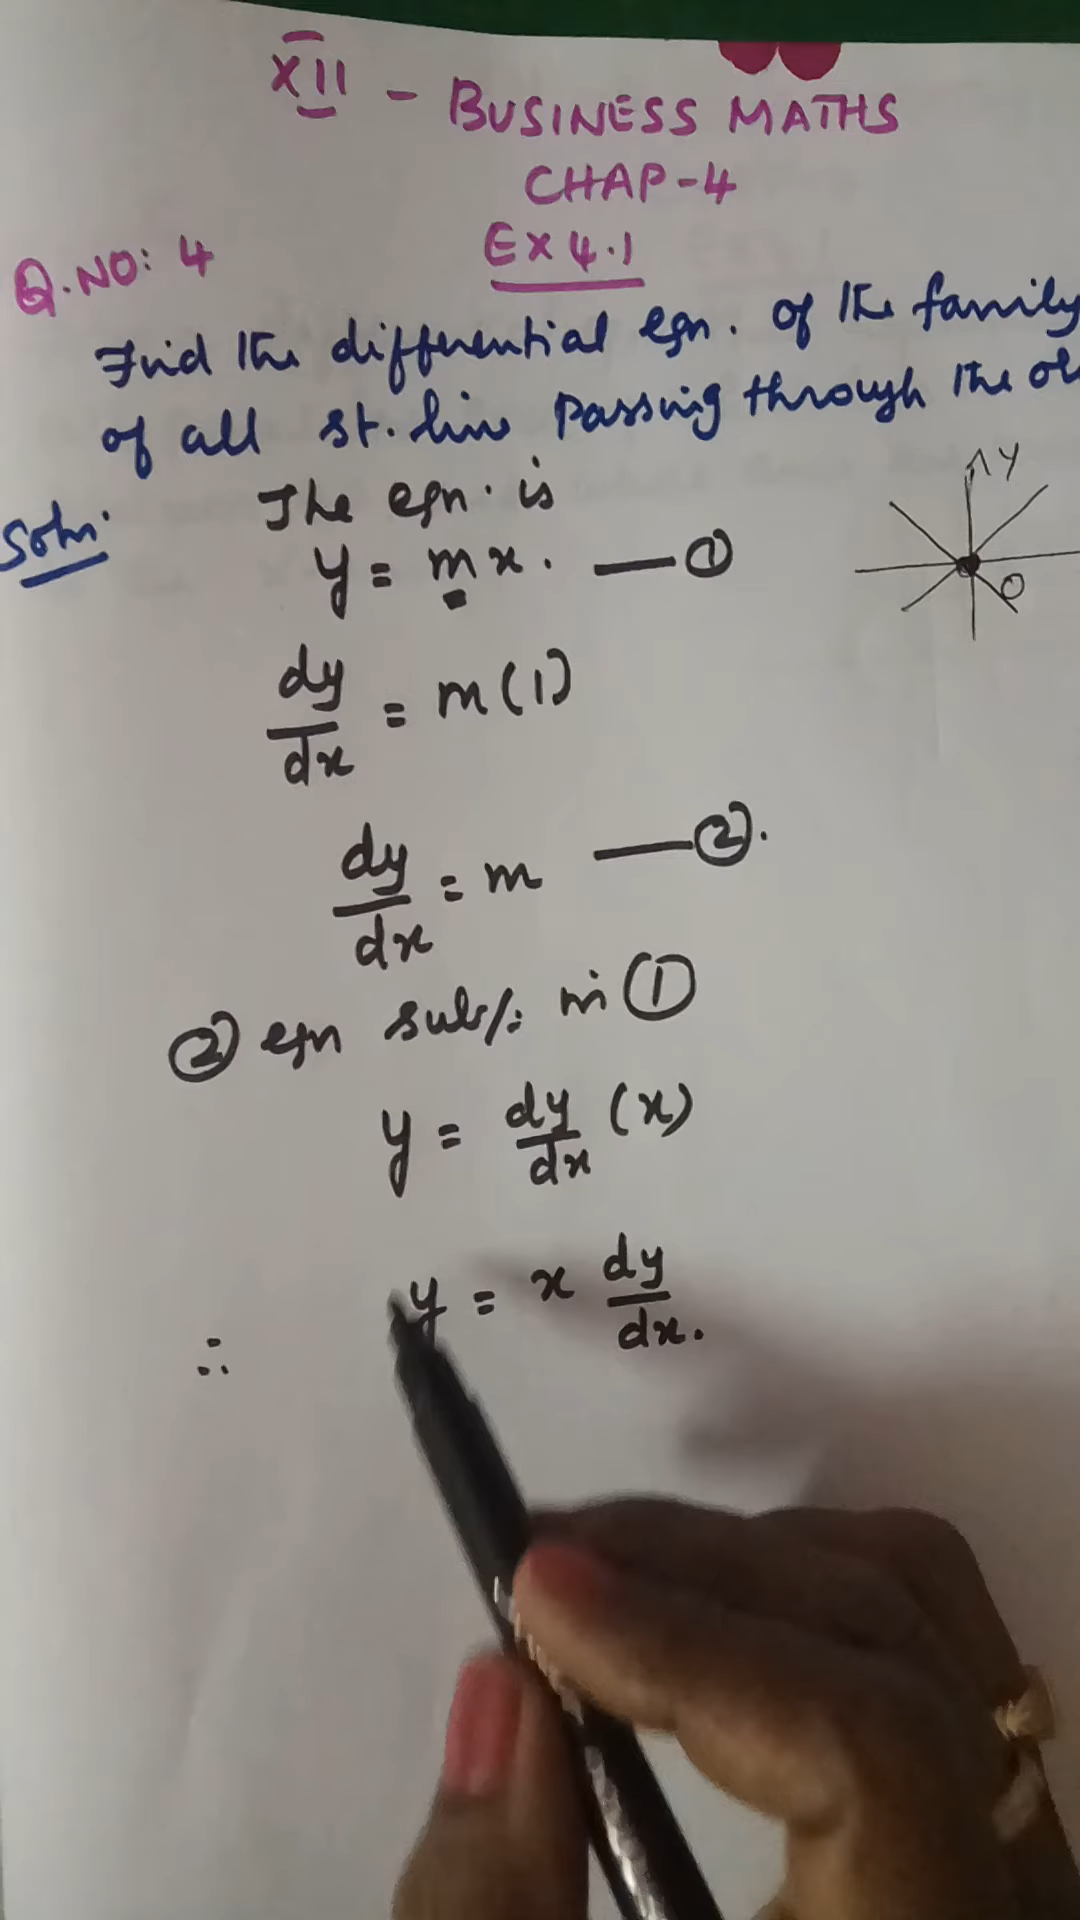 XII - BUSINESS MATHS
CHAP-4
EX 4.1
Q.NO: 4
Find the differential eqn. of the family
of all st. line passing through the
Soln.
The eqn. is
y = mx. — ①
Y
O
dy/dx = m(1)
dy/dx = m — ②.
② eqn sub/: in ①
y = dy/dx (x)
∴ y = x dy/dx.